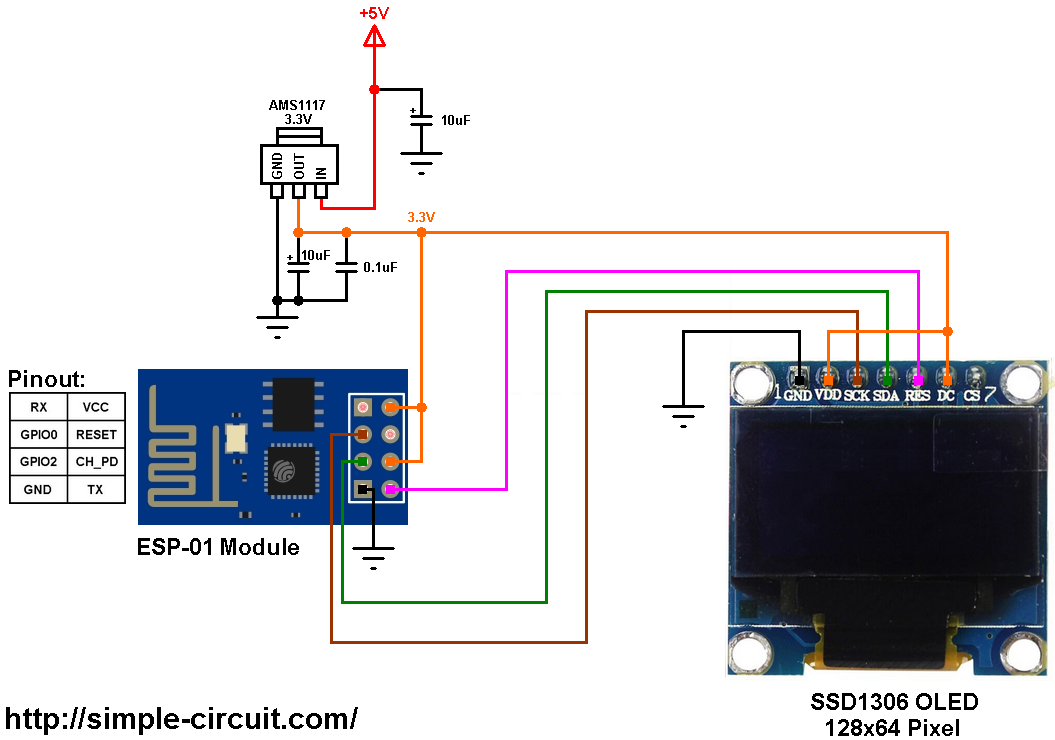 +5V
AMS1117
3.3V
+
10uF
GND
OUT
IN
3.3V
+
10uF
0.1uF
Pinout:
RX VCC
GPIO0 RESET
GPIO2 CH_PD
GND TX
1 GND VDD SCK SDA RES DC CS 7
ESP-01 Module
SSD1306 OLED
128x64 Pixel
http://simple-circuit.com/